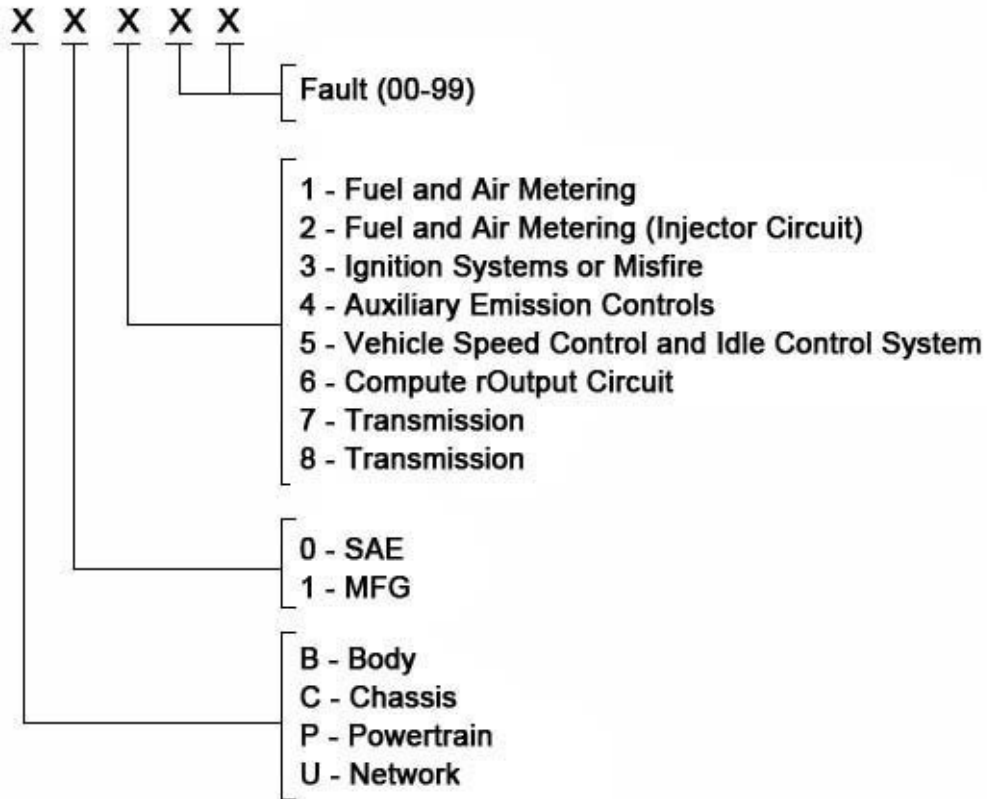 X X X X X
Fault (00-99)
1 - Fuel and Air Metering
2 - Fuel and Air Metering (Injector Circuit)
3 - Ignition Systems or Misfire
4 - Auxiliary Emission Controls
5 - Vehicle Speed Control and Idle Control System
6 - Compute rOutput Circuit
7 - Transmission
8 - Transmission
0 - SAE
1 - MFG
B - Body
C - Chassis
P - Powertrain
U - Network